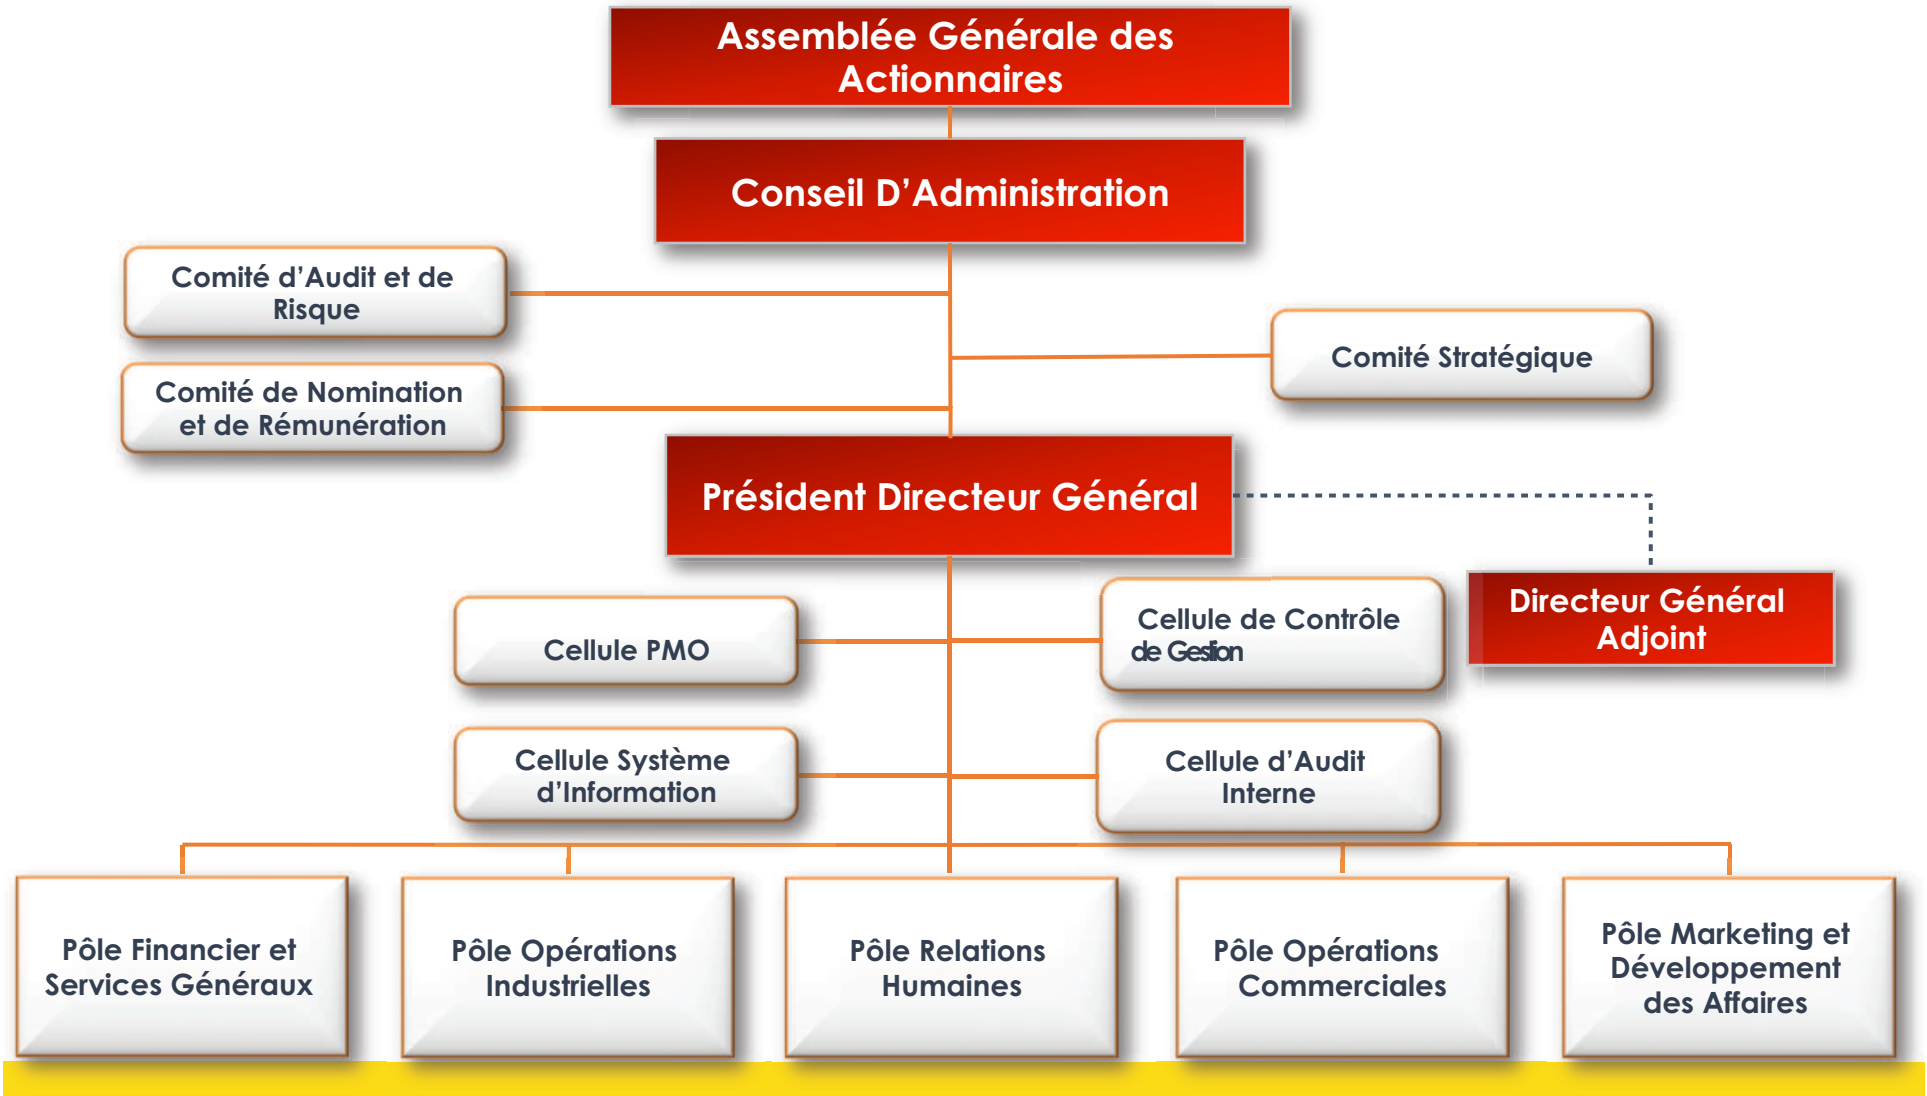 Assemblée Générale des
Actionnaires
Conseil D’Administration
Comité d’Audit et de
Risque
Comité Stratégique
Comité de Nomination
et de Rémunération
Président Directeur Général
Directeur Général
Adjoint
Cellule PMO
Cellule de Contrôle
de Gestion
Cellule Système
d’Information
Cellule d’Audit
Interne
Pôle Financier et
Services Généraux
Pôle Opérations
Industrielles
Pôle Relations
Humaines
Pôle Opérations
Commerciales
Pôle Marketing et
Développement
des Affaires